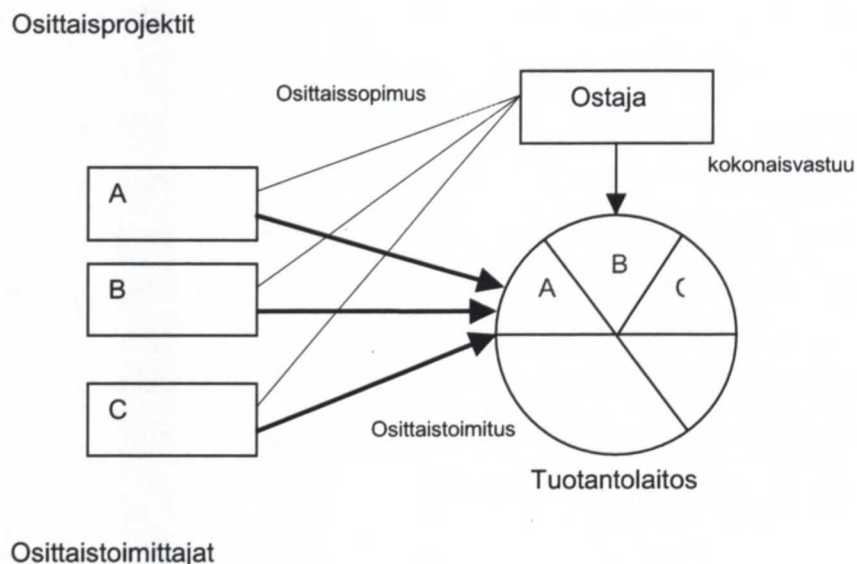 Osittaisprojektit
Osittaissopimus
Ostaja
kokonaisvastuu
A
B
C
A
B
Osittaistoimitus
Tuotantolaitos
Osittaistoimittajat